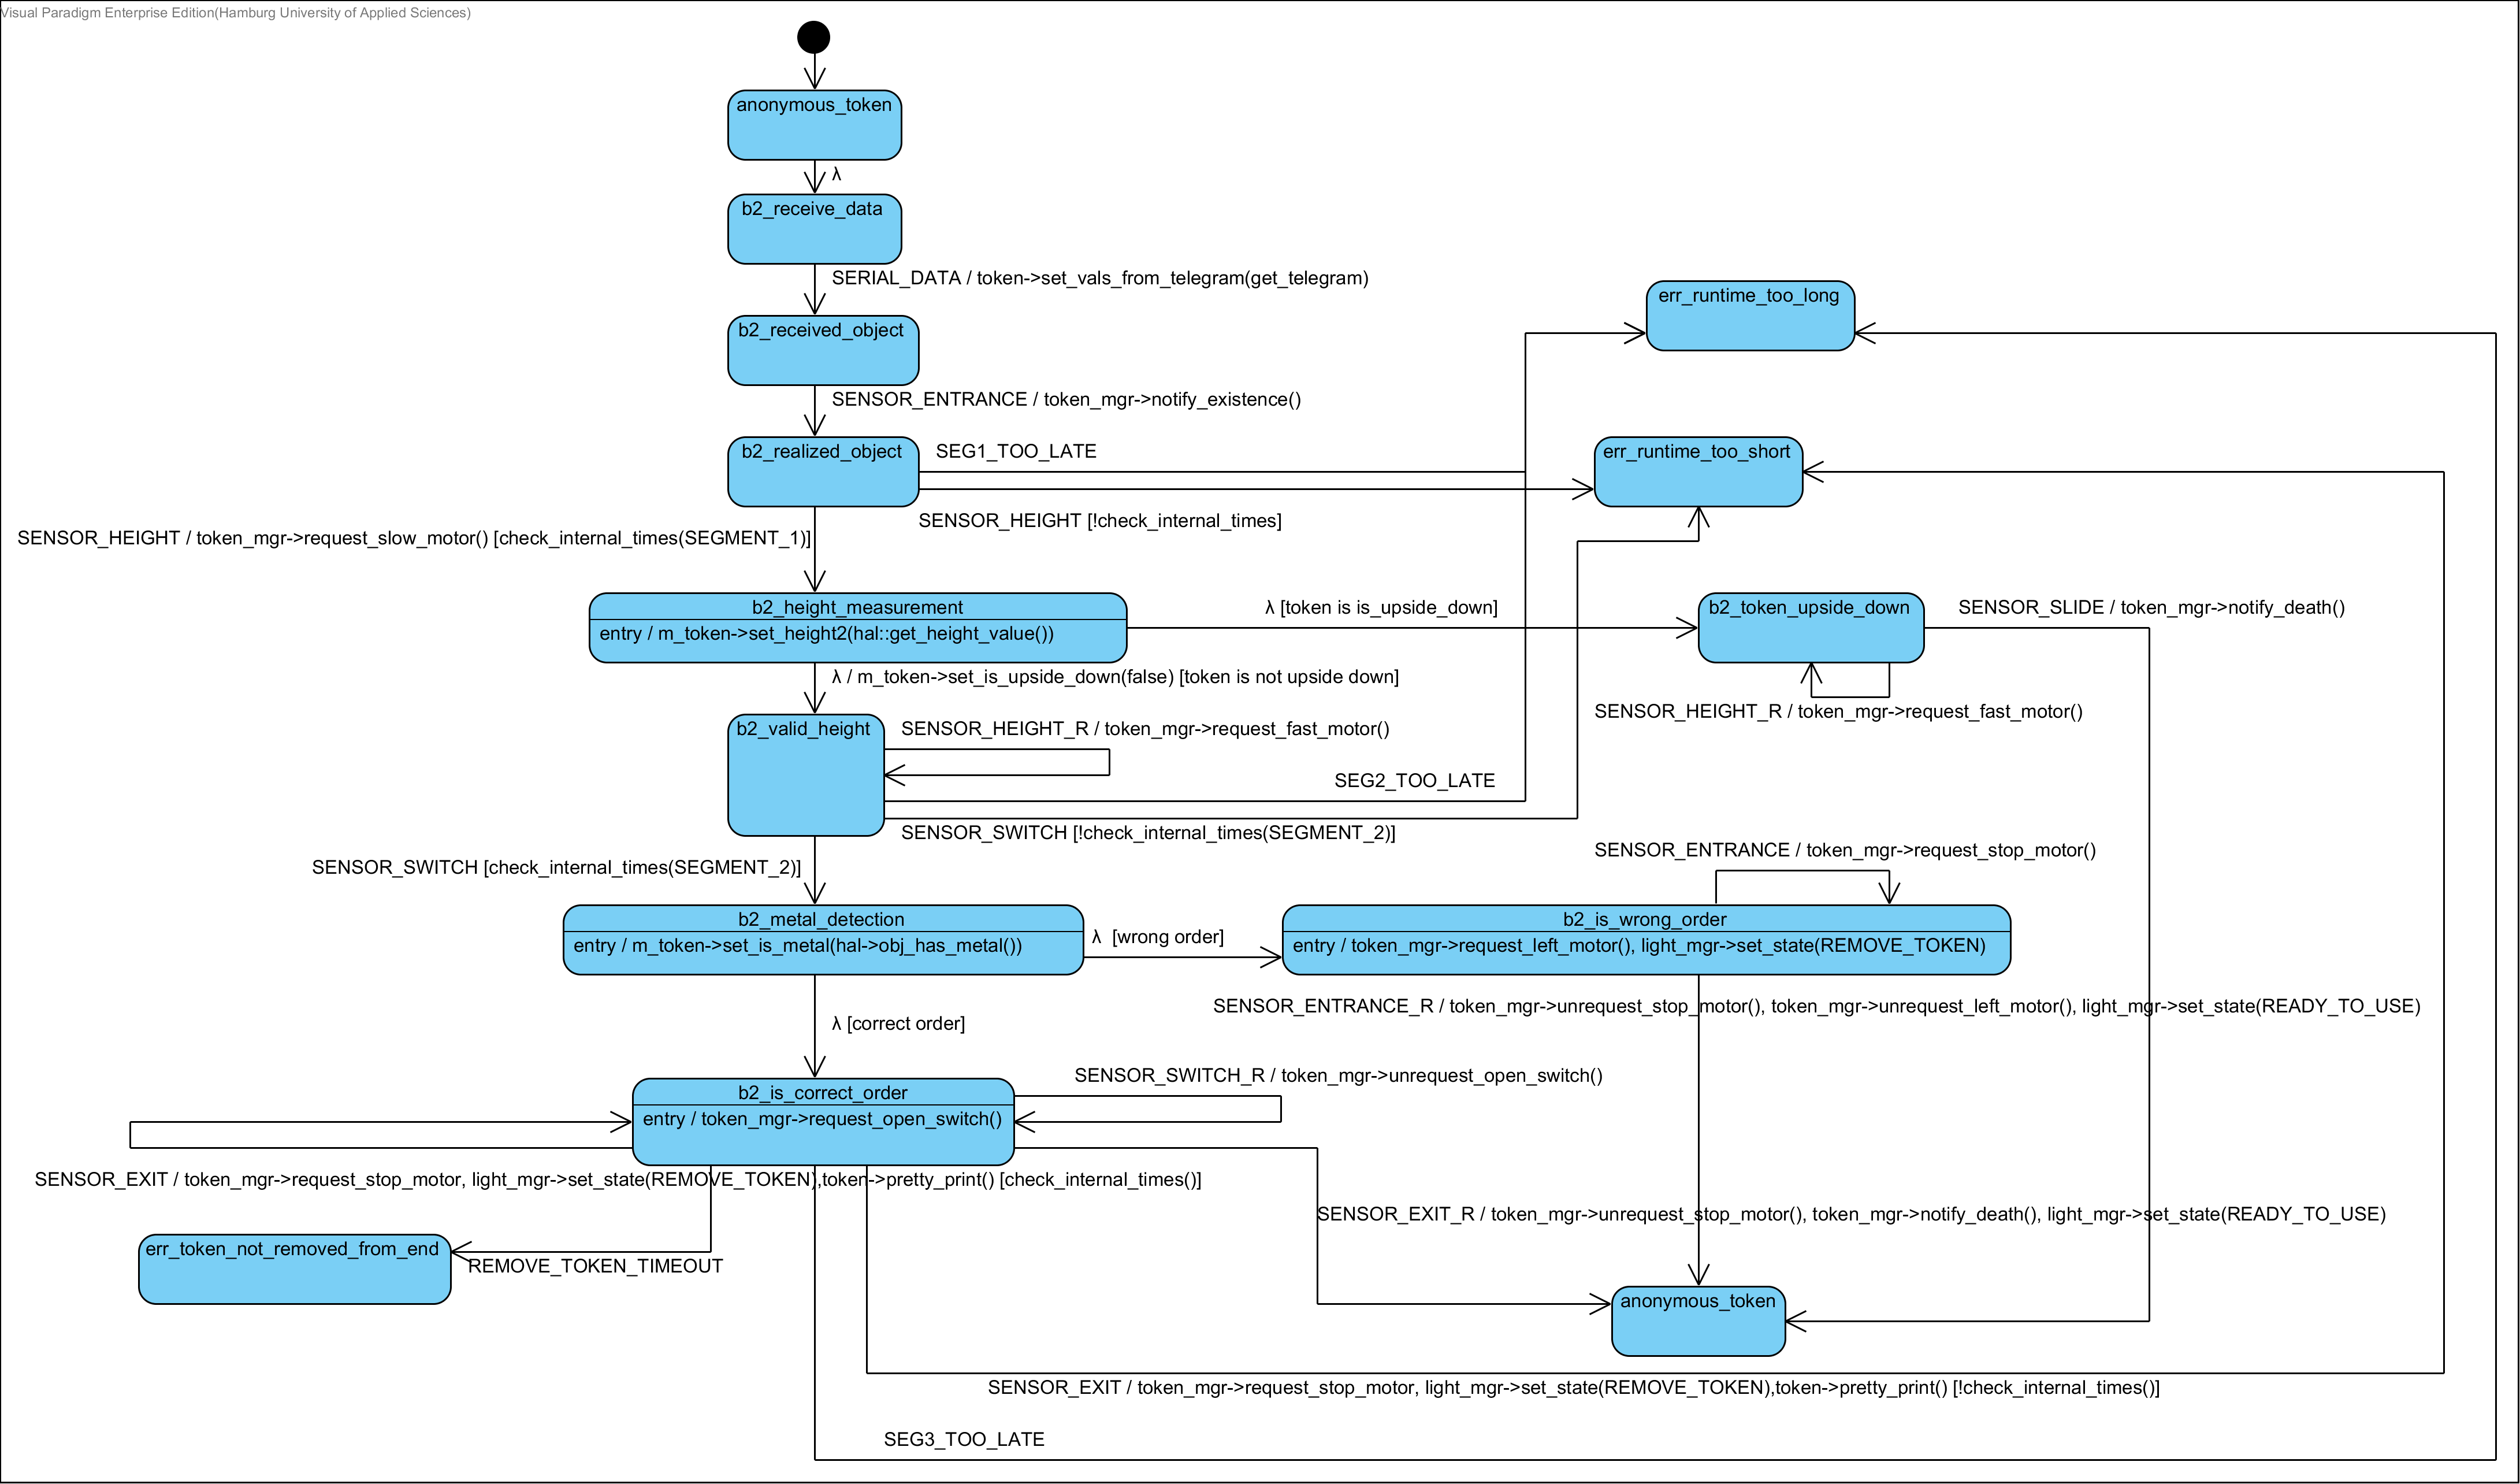 Visual Paradigm Enterprise Edition(Hamburg University of Applied Sciences)
anonymous_token
λ
b2_receive_data
SERIAL_DATA / token->set_vals_from_telegram(get_telegram)
err_runtime_too_long
b2_received_object
SENSOR_ENTRANCE / token_mgr->notify_existence()
b2_realized_object
SEG1_TOO_LATE
err_runtime_too_short
SENSOR_HEIGHT [!check_internal_times]
SENSOR_HEIGHT / token_mgr->request_slow_motor() [check_internal_times(SEGMENT_1)]
b2_height_measurement
entry / m_token->set_height2(hal::get_height_value())
λ [token is is_upside_down]
b2_token_upside_down
SENSOR_SLIDE / token_mgr->notify_death()
λ / m_token->set_is_upside_down(false) [token is not upside down]
SENSOR_HEIGHT_R / token_mgr->request_fast_motor()
b2_valid_height
SENSOR_HEIGHT_R / token_mgr->request_fast_motor()
SEG2_TOO_LATE
SENSOR_SWITCH [!check_internal_times(SEGMENT_2)]
SENSOR_SWITCH [check_internal_times(SEGMENT_2)]
SENSOR_ENTRANCE / token_mgr->request_stop_motor()
b2_metal_detection
entry / m_token->set_is_metal(hal->obj_has_metal())
λ  [wrong order]
b2_is_wrong_order
entry / token_mgr->request_left_motor(), light_mgr->set_state(REMOVE_TOKEN)
SENSOR_ENTRANCE_R / token_mgr->unrequest_stop_motor(), token_mgr->unrequest_left_motor(), light_mgr->set_state(READY_TO_USE)
λ [correct order]
SENSOR_SWITCH_R / token_mgr->unrequest_open_switch()
b2_is_correct_order
entry / token_mgr->request_open_switch()
SENSOR_EXIT / token_mgr->request_stop_motor, light_mgr->set_state(REMOVE_TOKEN),token->pretty_print() [check_internal_times()]
SENSOR_EXIT_R / token_mgr->unrequest_stop_motor(), token_mgr->notify_death(), light_mgr->set_state(READY_TO_USE)
err_token_not_removed_from_end
REMOVE_TOKEN_TIMEOUT
anonymous_token
SENSOR_EXIT / token_mgr->request_stop_motor, light_mgr->set_state(REMOVE_TOKEN),token->pretty_print() [!check_internal_times()]
SEG3_TOO_LATE